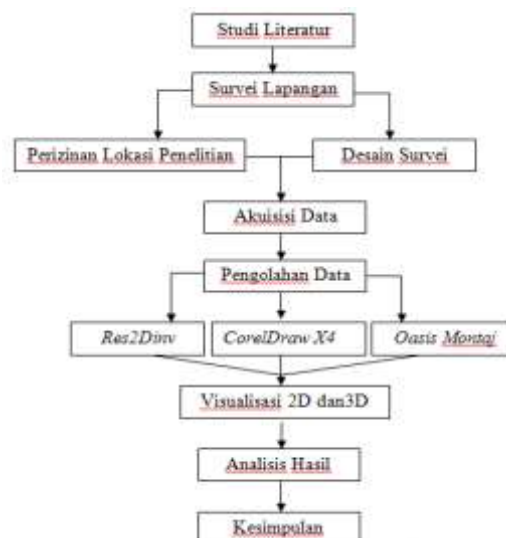 Studi Literatur
Survei Lapangan
Perizinan Lokasi Penelitian
Desain Survei
Akuisisi Data
Pengolahan Data
Res2Dinv
CorelDraw X4
Oasis Montaj
Visualisasi 2D dan3D
Analisis Hasil
Kesimpulan